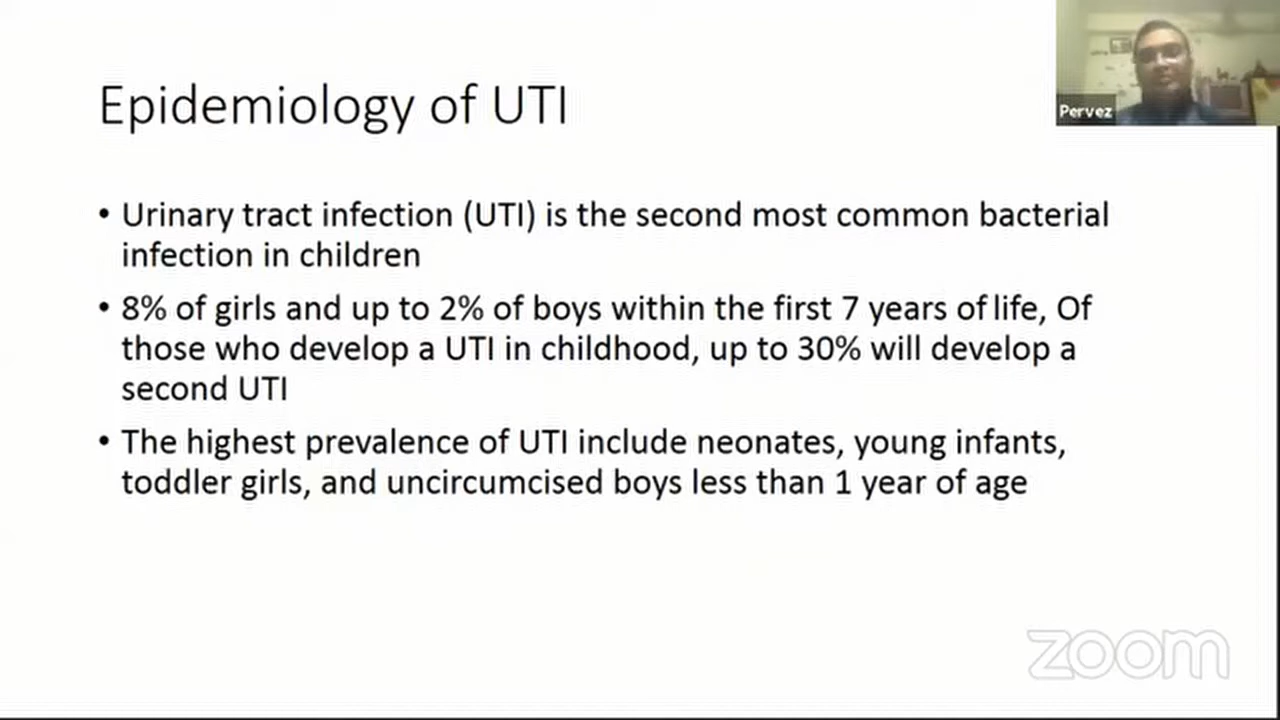 Epidemiology of UTI
Pervez
• Urinary tract infection (UTI) is the second most common bacterial
infection in children
• 8% of girls and up to 2% of boys within the first 7 years of life, Of
those who develop a UTI in childhood, up to 30% will develop a
second UTI
• The highest prevalence of UTI include neonates, young infants,
toddler girls, and uncircumcised boys less than 1 year of age
zoom